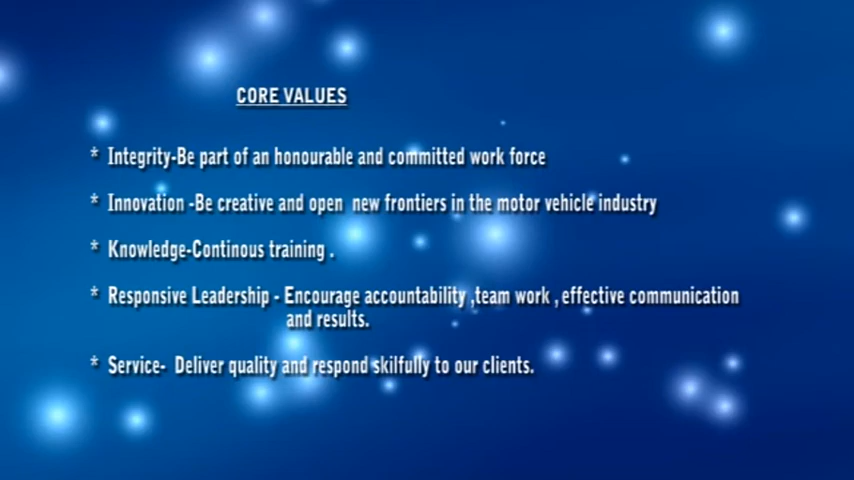 CORE VALUES
* Integrity-Be part of an honourable and committed work force
* Innovation -Be creative and open new frontiers in the motor vehicle industry
* Knowledge-Continous training .
* Responsive Leadership - Encourage accountability ,team work , effective communication
and results.
* Service- Deliver quality and respond skilfully to our clients.